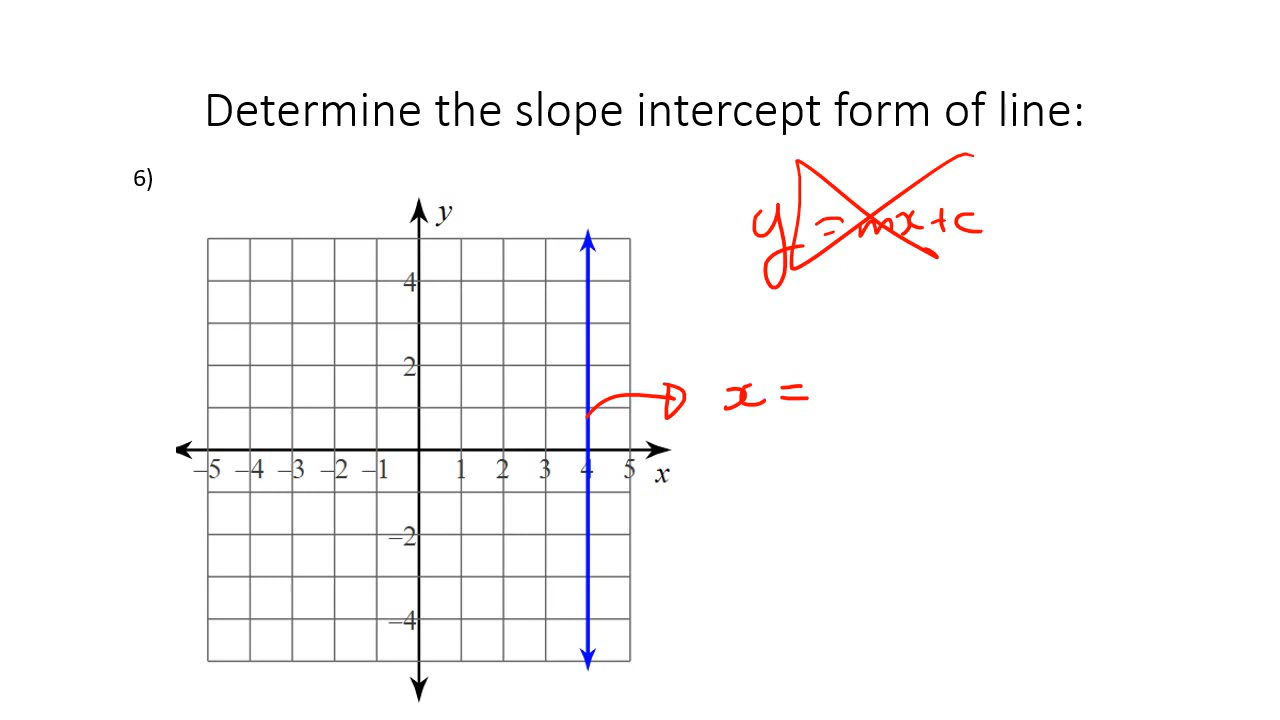 Determine the slope intercept form of line:
6)
y = mx + c
y
4
2
x =
–5 –4 –3 –2 –1 1 2 3 4 5 x
–2
–4